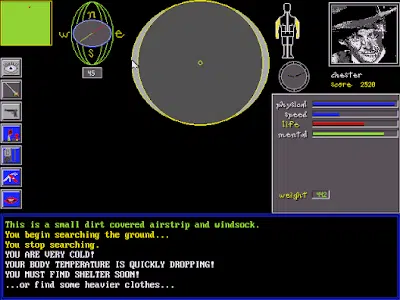 n
w e
s
45
chester
score 2520
physical
speed
life
mental
weight 442
This is a small dirt covered airstrip and windsock.
You begin searching the ground...
You stop searching.
YOU ARE VERY COLD!
YOUR BODY TEMPERATURE IS QUICKLY DROPPING!
YOU MUST FIND SHELTER SOON!
...or find some heavier clothes...